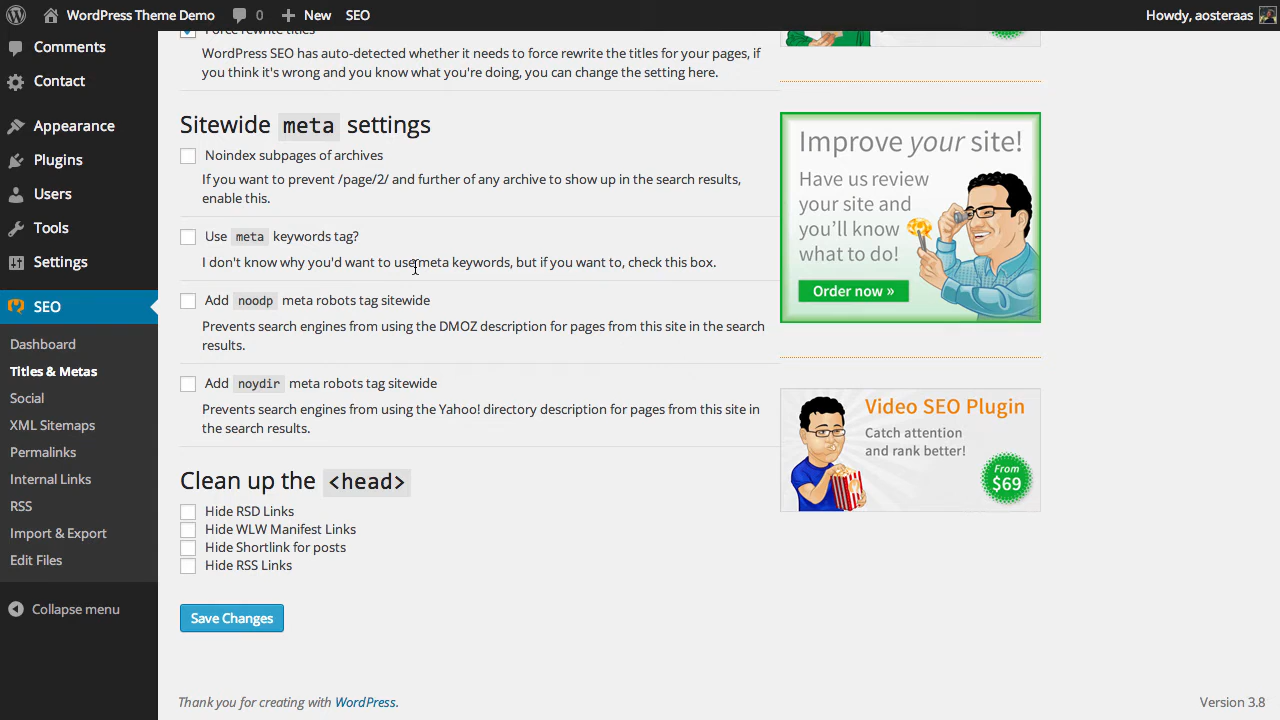 WordPress Theme Demo
0
New
SEO
Howdy, aosteraas
Comments
Contact
Appearance
Plugins
Users
Tools
Settings
SEO
Dashboard
Titles & Metas
Social
XML Sitemaps
Permalinks
Internal Links
RSS
Import & Export
Edit Files
Collapse menu
Force rewrite titles
WordPress SEO has auto-detected whether it needs to force rewrite the titles for your pages, if
you think it's wrong and you know what you're doing, you can change the setting here.
Sitewide meta settings
Noindex subpages of archives
If you want to prevent /page/2/ and further of any archive to show up in the search results,
enable this.
Use meta keywords tag?
I don't know why you'd want to use meta keywords, but if you want to, check this box.
Add noodp meta robots tag sitewide
Prevents search engines from using the DMOZ description for pages from this site in the search
results.
Add noydir meta robots tag sitewide
Prevents search engines from using the Yahoo! directory description for pages from this site in
the search results.
Clean up the <head>
Hide RSD Links
Hide WLW Manifest Links
Hide Shortlink for posts
Hide RSS Links
Save Changes
Improve your site!
Have us review
your site and
you'll know
what to do!
Order now »
Video SEO Plugin
Catch attention
and rank better!
From
$69
Thank you for creating with WordPress.
Version 3.8